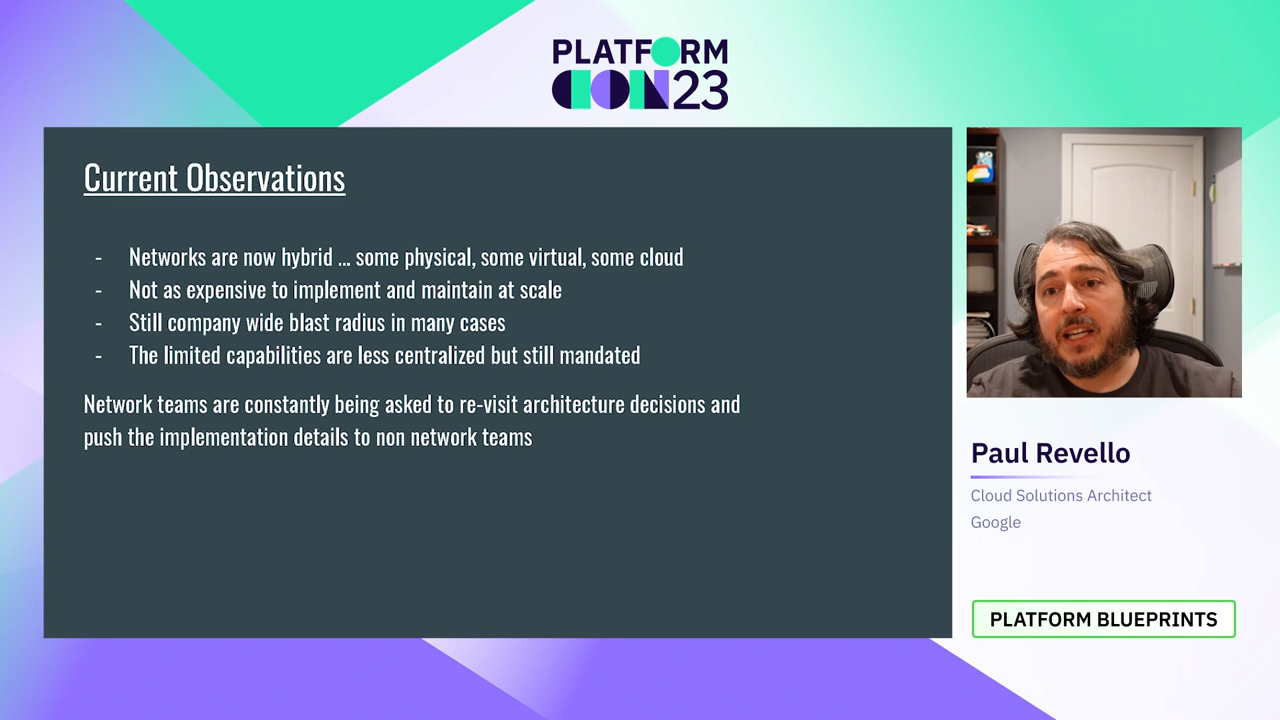 PLATFORM
CON23
Current Observations
- Networks are now hybrid ... some physical, some virtual, some cloud
- Not as expensive to implement and maintain at scale
- Still company wide blast radius in many cases
- The limited capabilities are less centralized but still mandated
Network teams are constantly being asked to re-visit architecture decisions and
push the implementation details to non network teams
Paul Revello
Cloud Solutions Architect
Google
PLATFORM BLUEPRINTS